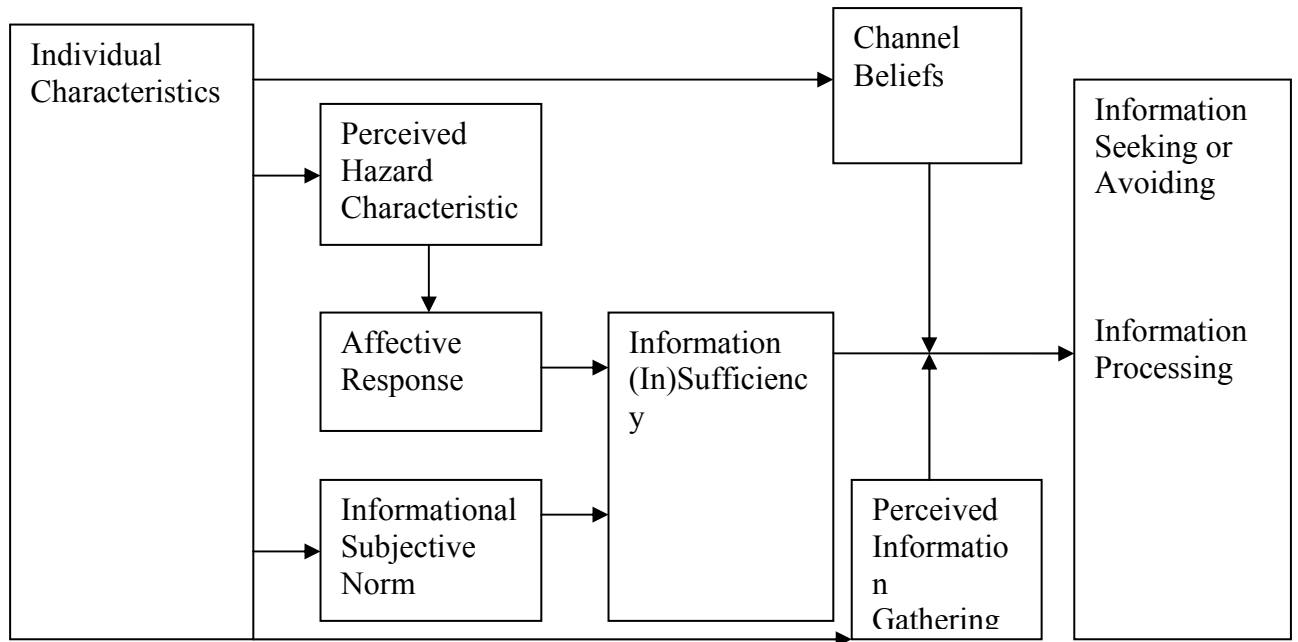 Individual
Characteristics
Channel
Beliefs
Perceived
Hazard
Characteristic
Information
Seeking or
Avoiding
Affective
Response
Information
(In)Sufficienc
y
Information
Processing
Informational
Subjective
Norm
Perceived
Informatio
n
Gathering